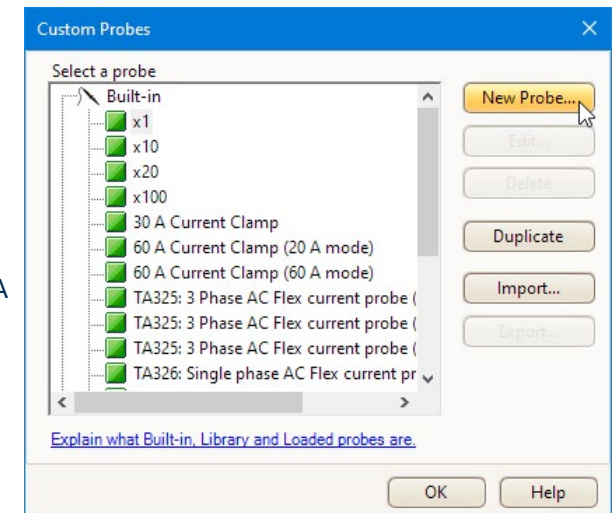 Custom Probes
Select a probe
Built-in
x1
x10
x20
x100
30 A Current Clamp
60 A Current Clamp (20 A mode)
60 A Current Clamp (60 A mode)
TA325: 3 Phase AC Flex current probe (
TA325: 3 Phase AC Flex current probe (
TA325: 3 Phase AC Flex current probe (
TA326: Single phase AC Flex current pr
New Probe...
Edit...
Delete
Duplicate
Import...
Export...
A
Explain what Built-in, Library and Loaded probes are.
OK
Help